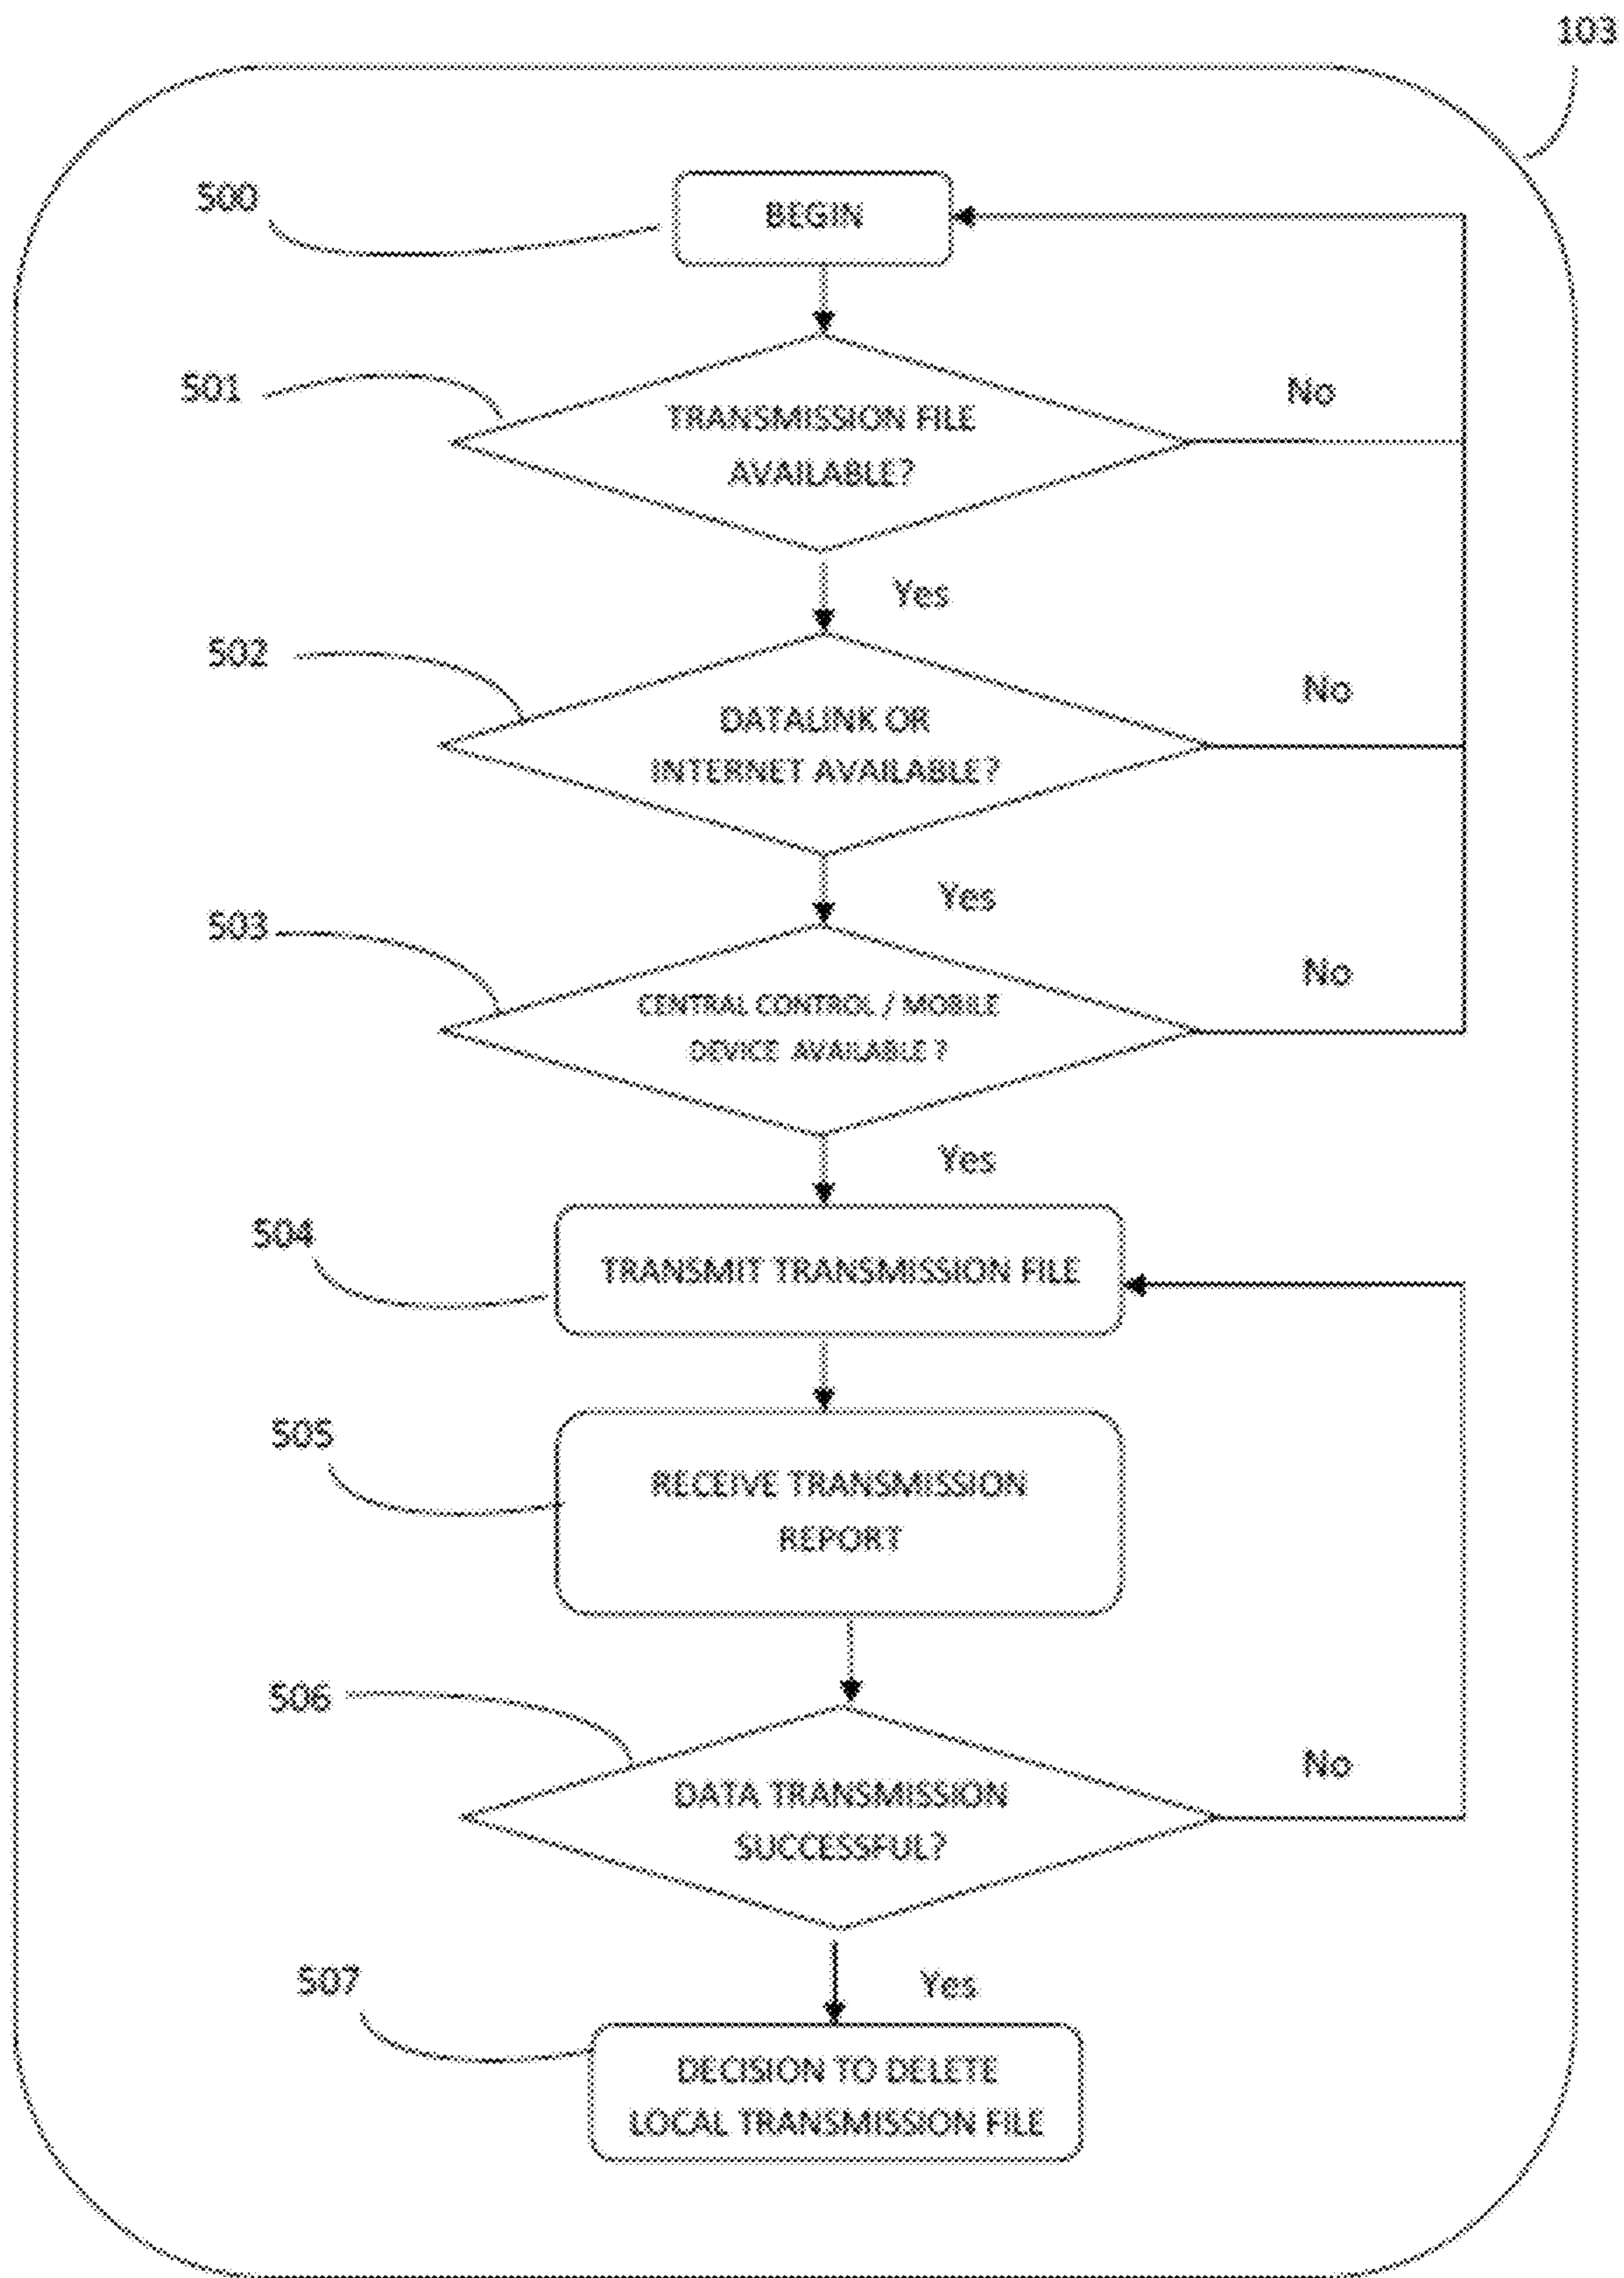 103
500
BEGIN
501
TRANSMISSION FILE
AVAILABLE?
No
Yes
502
DATALINK OR
INTERNET AVAILABLE?
No
Yes
503
CENTRAL CONTROL / MOBILE
DEVICE AVAILABLE ?
No
Yes
504
TRANSMIT TRANSMISSION FILE
505
RECEIVE TRANSMISSION
REPORT
506
DATA TRANSMISSION
SUCCESSFUL?
No
Yes
507
DECISION TO DELETE
LOCAL TRANSMISSION FILE